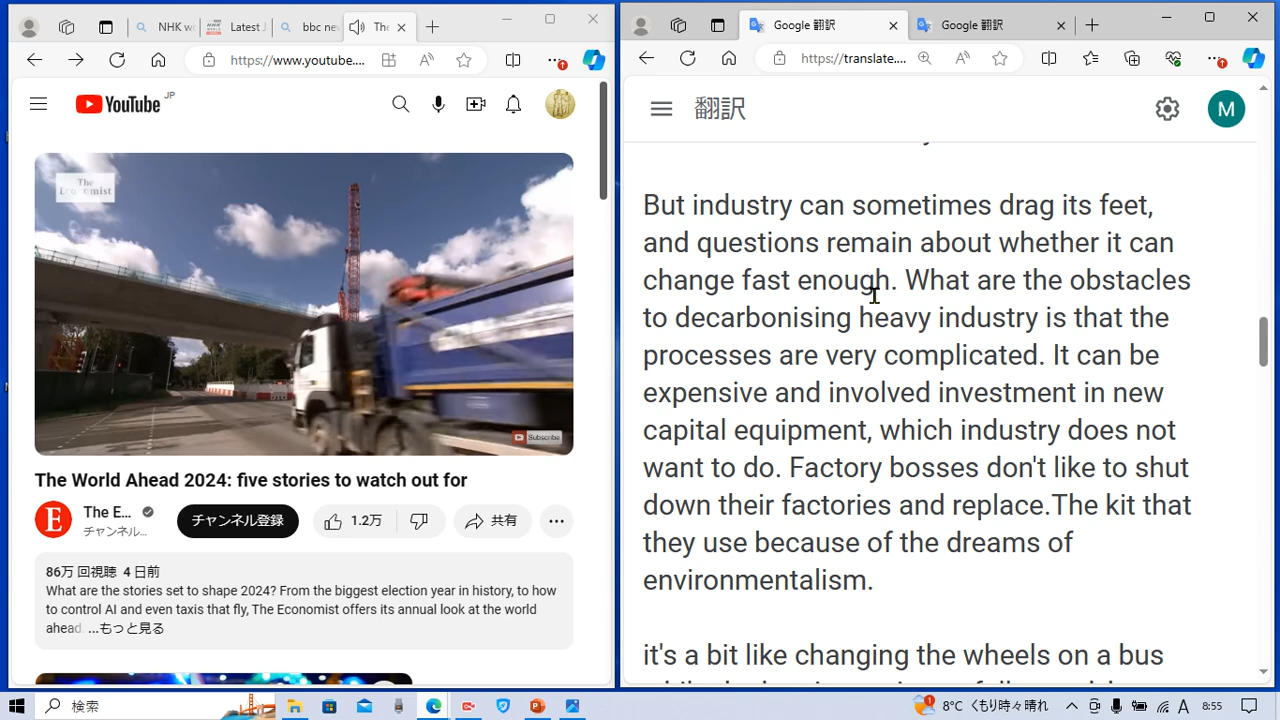 NHK w
Latest J
bbc ne
The
https://www.youtube....
YouTube JP
The Economist
Subscribe
The World Ahead 2024: five stories to watch out for
The E...
チャンネル...
チャンネル登録
1.2万
共有
86万 回視聴 4 日前
What are the stories set to shape 2024? From the biggest election year in history, to how
to control AI and even taxis that fly, The Economist offers its annual look at the world
ahead. ...もっと見る
Google 翻訳
Google 翻訳
https://translate....
翻訳
M
But industry can sometimes drag its feet,
and questions remain about whether it can
change fast enough. What are the obstacles
to decarbonising heavy industry is that the
processes are very complicated. It can be
expensive and involved investment in new
capital equipment, which industry does not
want to do. Factory bosses don't like to shut
down their factories and replace.The kit that
they use because of the dreams of
environmentalism.
it's a bit like changing the wheels on a bus
検索
1
8℃ くもり時々晴れ
A
8:55